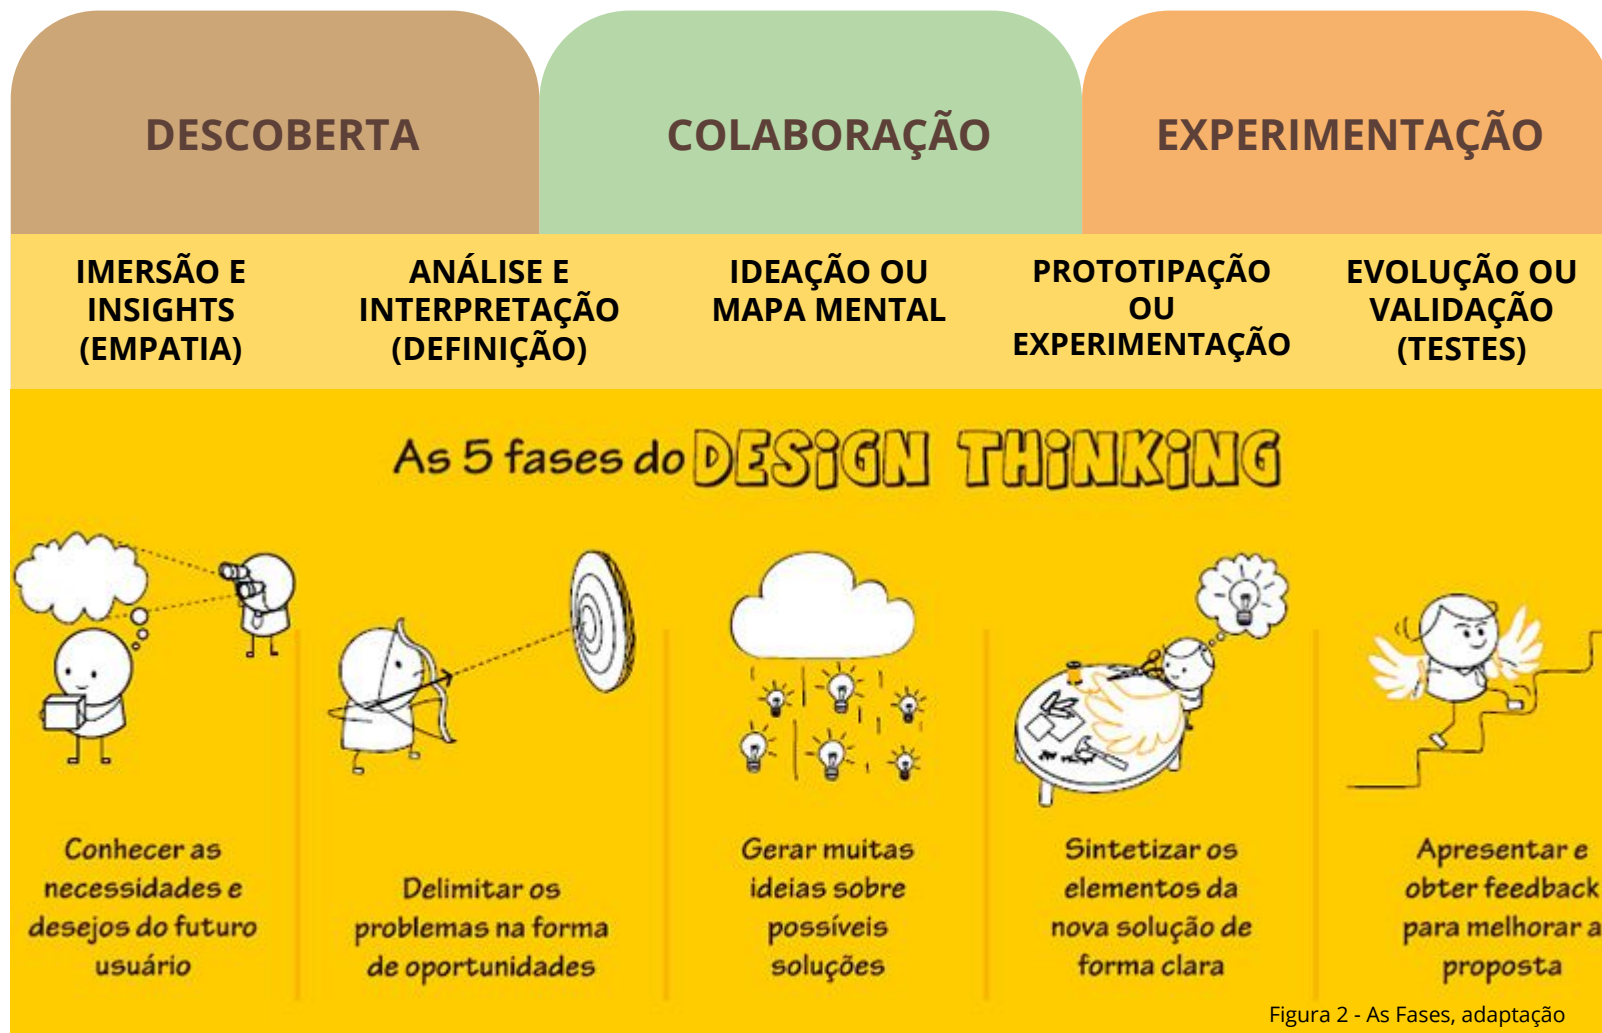 DESCOBERTA
COLABORAÇÃO
EXPERIMENTAÇÃO
IMERSÃO E
INSIGHTS
(EMPATIA)
ANÁLISE E
INTERPRETAÇÃO
(DEFINIÇÃO)
IDEAÇÃO OU
MAPA MENTAL
PROTOTIPAÇÃO
OU
EXPERIMENTAÇÃO
EVOLUÇÃO OU
VALIDAÇÃO
(TESTES)
As 5 fases do DESiGN THiNKiNG
Conhecer as
necessidades e
desejos do futuro
usuário
Delimitar os
problemas na forma
de oportunidades
Gerar muitas
ideias sobre
possíveis
soluções
Sintetizar os
elementos da
nova solução de
forma clara
Apresentar e
obter feedback
para melhorar a
proposta
Figura 2 - As Fases, adaptação